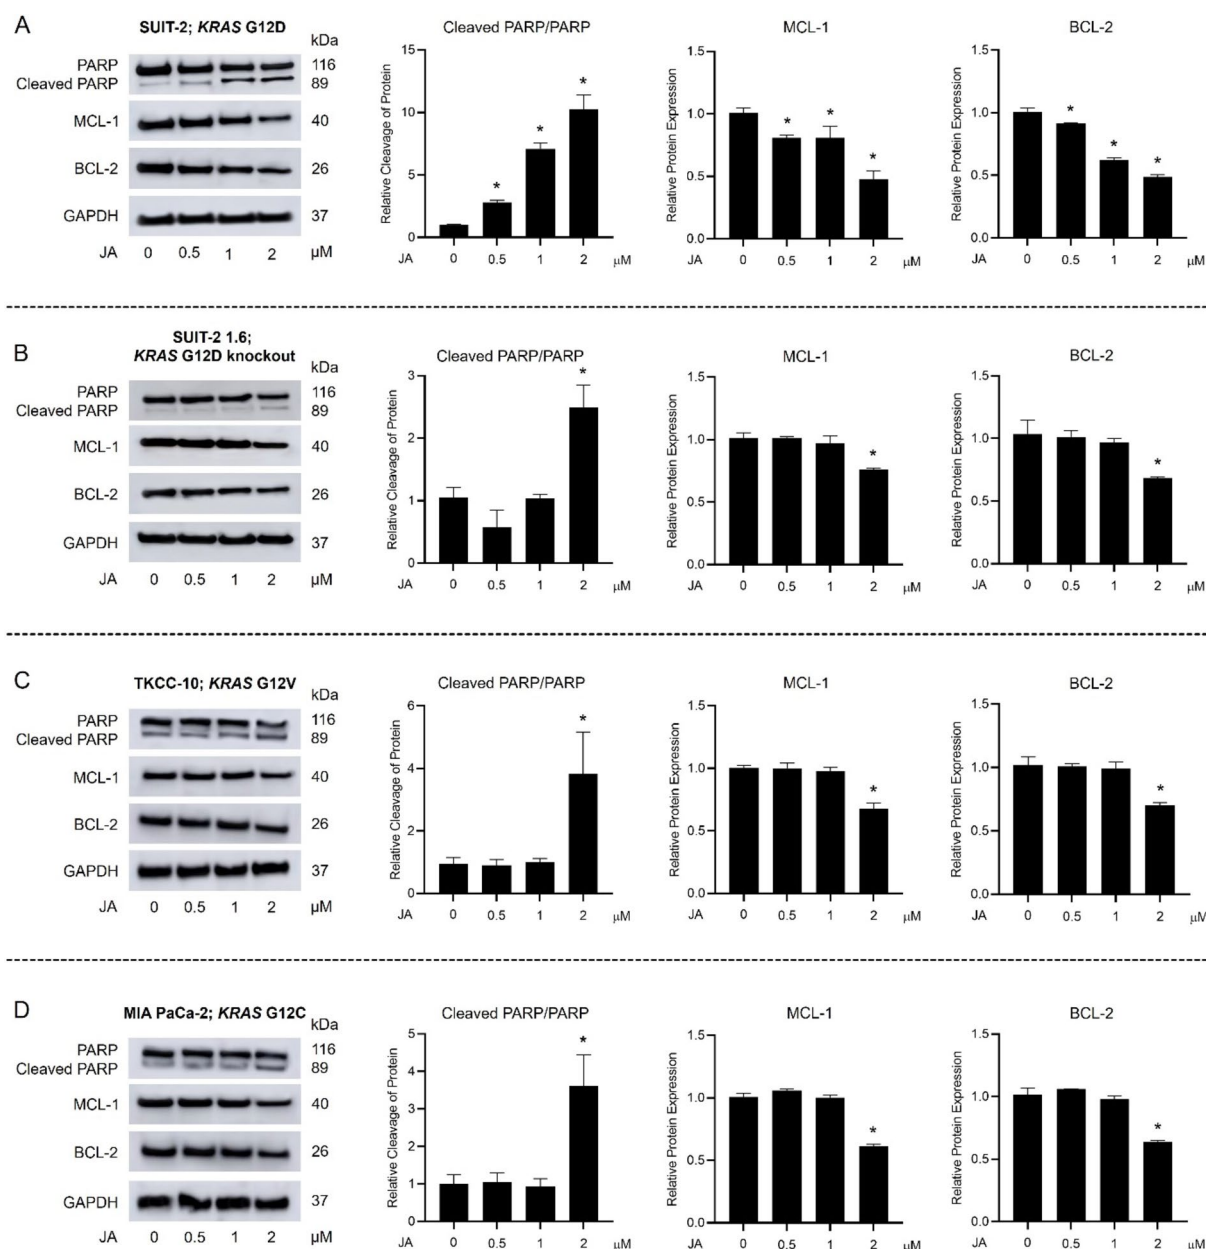 A
SUIT-2; KRAS G12D
kDa
PARP 116
Cleaved PARP 89
MCL-1 40
BCL-2 26
GAPDH 37
JA 0 0.5 1 2 µM
Cleaved PARP/PARP
Relative Cleavage of Protein
15
10
5
0
JA 0 0.5 1 2 µM
* * *
MCL-1
Relative Protein Expression
1.5
1.0
0.5
0.0
JA 0 0.5 1 2 µM
* * *
BCL-2
Relative Protein Expression
1.5
1.0
0.5
0.0
JA 0 0.5 1 2 µM
* * *
B
SUIT-2 1.6;
KRAS G12D knockout
kDa
PARP 116
Cleaved PARP 89
MCL-1 40
BCL-2 26
GAPDH 37
JA 0 0.5 1 2 µM
Cleaved PARP/PARP
Relative Cleavage of Protein
3
2
1
0
JA 0 0.5 1 2 µM
*
MCL-1
Relative Protein Expression
1.5
1.0
0.5
0.0
JA 0 0.5 1 2 µM
*
BCL-2
Relative Protein Expression
1.5
1.0
0.5
0.0
JA 0 0.5 1 2 µM
*
C
TKCC-10; KRAS G12V
kDa
PARP 116
Cleaved PARP 89
MCL-1 40
BCL-2 26
GAPDH 37
JA 0 0.5 1 2 µM
Cleaved PARP/PARP
Relative Cleavage of Protein
6
4
2
0
JA 0 0.5 1 2 µM
*
MCL-1
Relative Protein Expression
1.5
1.0
0.5
0.0
JA 0 0.5 1 2 µM
*
BCL-2
Relative Protein Expression
1.5
1.0
0.5
0.0
JA 0 0.5 1 2 µM
*
D
MIA PaCa-2; KRAS G12C
kDa
PARP 116
Cleaved PARP 89
MCL-1 40
BCL-2 26
GAPDH 37
JA 0 0.5 1 2 µM
Cleaved PARP/PARP
Relative Cleavage of Protein
5
4
3
2
1
0
JA 0 0.5 1 2 µM
*
MCL-1
Relative Protein Expression
1.5
1.0
0.5
0.0
JA 0 0.5 1 2 µM
*
BCL-2
Relative Protein Expression
1.5
1.0
0.5
0.0
JA 0 0.5 1 2 µM
*